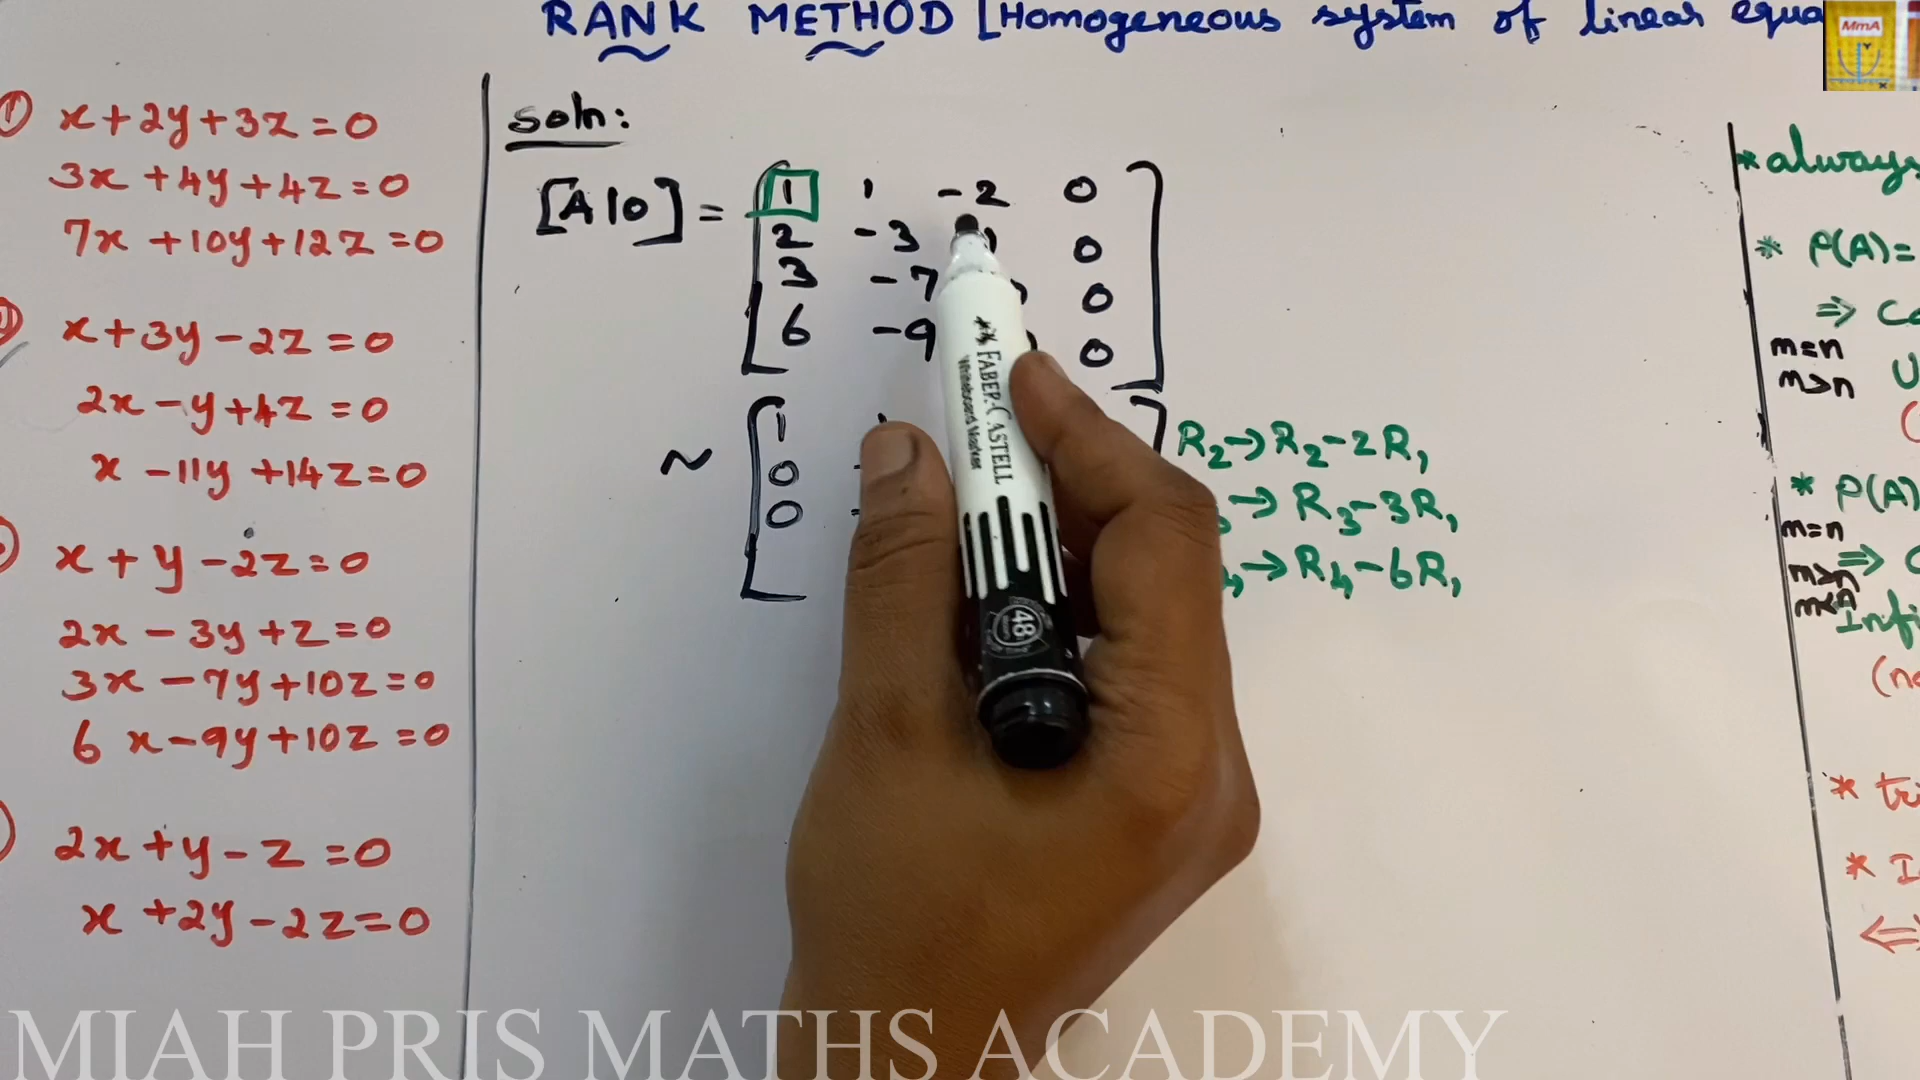 RANK METHOD [Homogeneous system of linear equa
MmA
① x+2y+3z=0
3x+4y+4z=0
7x+10y+12z=0
x+3y-2z=0
2x-y+4z=0
x-11y+14z=0
x+y-2z=0
2x-3y+z=0
3x-7y+10z=0
6x-9y+10z=0
2x+y-z=0
x+2y-2z=0
soln:
[A|0] = [1 1 -2 0
2 -3 1 0
3 -7 0
6 -9 0]
~ [1
0
0 ]
R₂→R₂-2R₁
→R₃-3R₁
→R₄-6R₁
*always
* ρ(A)=
⇒
m=n
m>n
* ρ(A)
m=n
⇒
m>n
m<n
Infi
(
*
* I
⇐
FABER-CASTELL
Whiteboard Marker
48
MIAH PRIS MATHS ACADEMY